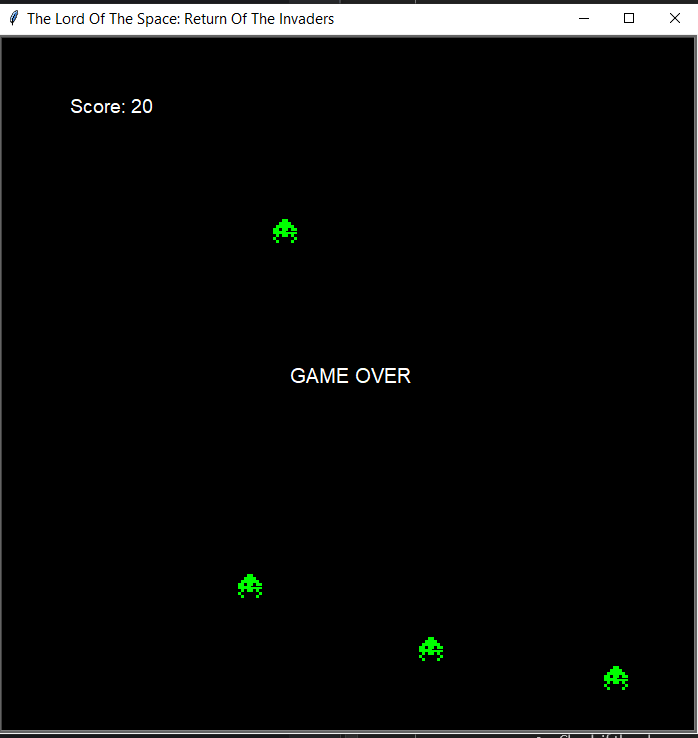 The Lord Of The Space: Return Of The Invaders
Score: 20
GAME OVER